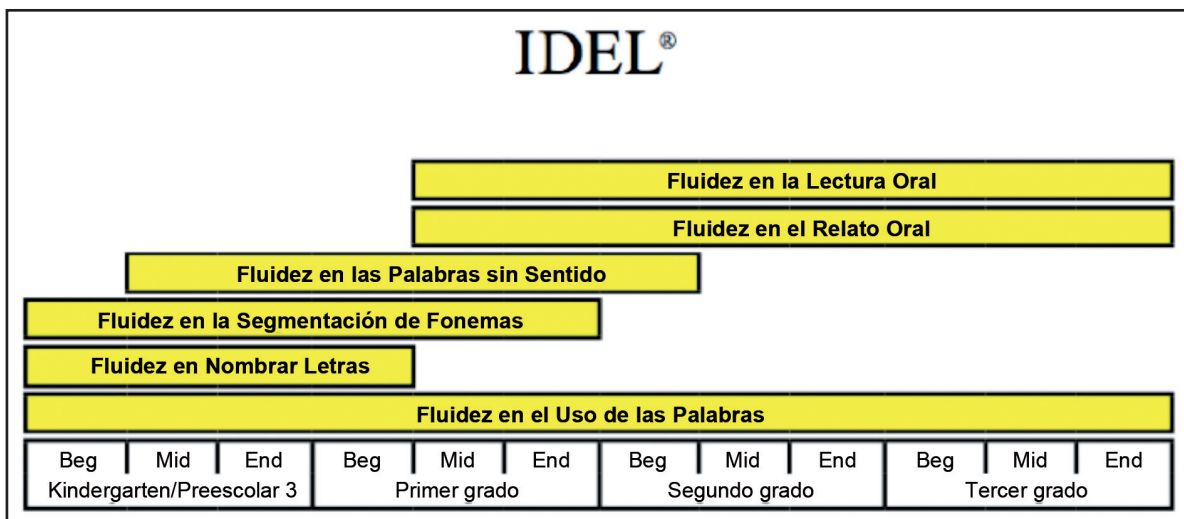 IDEL®
Fluidez en la Lectura Oral
Fluidez en el Relato Oral
Fluidez en las Palabras sin Sentido
Fluidez en la Segmentación de Fonemas
Fluidez en Nombrar Letras
Fluidez en el Uso de las Palabras
Beg Mid End Beg Mid End Beg Mid End Beg Mid End
Kindergarten/Preescolar 3 Primer grado Segundo grado Tercer grado